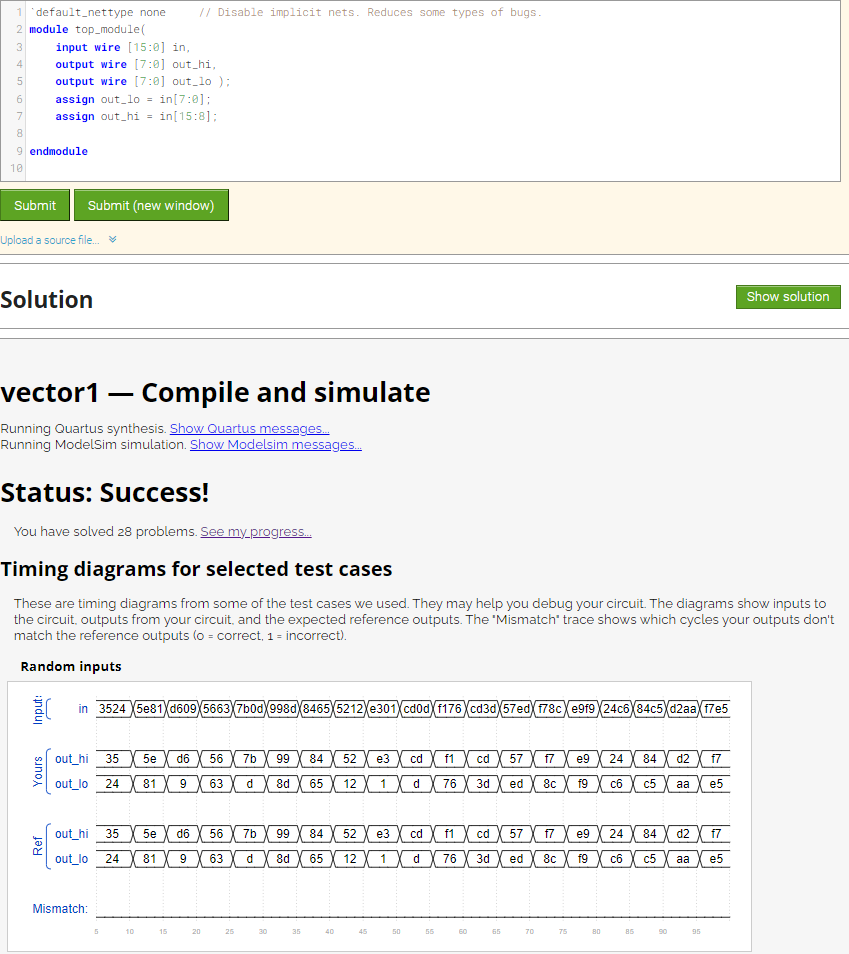 1 `default_nettype none     // Disable implicit nets. Reduces some types of bugs.
2 module top_module(
3     input wire [15:0] in,
4     output wire [7:0] out_hi,
5     output wire [7:0] out_lo );
6     assign out_lo = in[7:0];
7     assign out_hi = in[15:8];
8
9 endmodule
10
Submit Submit (new window)
Upload a source file...
Solution Show solution
vector1 — Compile and simulate
Running Quartus synthesis. Show Quartus messages...
Running ModelSim simulation. Show Modelsim messages...
Status: Success!
You have solved 28 problems. See my progress...
Timing diagrams for selected test cases
These are timing diagrams from some of the test cases we used. They may help you debug your circuit. The diagrams show inputs to
the circuit, outputs from your circuit, and the expected reference outputs. The "Mismatch" trace shows which cycles your outputs don't
match the reference outputs (0 = correct, 1 = incorrect).
Random inputs
Inputs in 3524 5e81 d609 5663 7b0d 998d 8465 5212 e301 cd0d f176 cd3d 57ed f78c e9f9 24c6 84c5 d2aa f7e5
Yours
out_hi 35 5e d6 56 7b 99 84 52 e3 cd f1 cd 57 f7 e9 24 84 d2 f7
out_lo 24 81 9 63 d 8d 65 12 1 d 76 3d ed 8c f9 c6 c5 aa e5
Ref
out_hi 35 5e d6 56 7b 99 84 52 e3 cd f1 cd 57 f7 e9 24 84 d2 f7
out_lo 24 81 9 63 d 8d 65 12 1 d 76 3d ed 8c f9 c6 c5 aa e5
Mismatch:
5 10 15 20 25 30 35 40 45 50 55 60 65 70 75 80 85 90 95